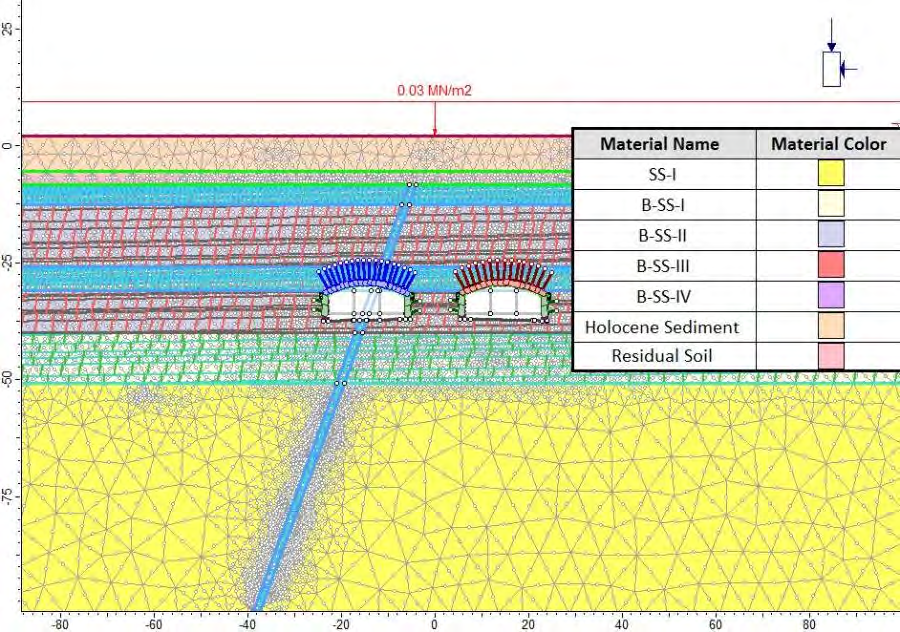 25
0.03 MN/m2
0
-25
-50
-75
Material Name Material Color
SS-I
B-SS-I
B-SS-II
B-SS-III
B-SS-IV
Holocene Sediment
Residual Soil
-80 -60 -40 -20 0 20 40 60 80